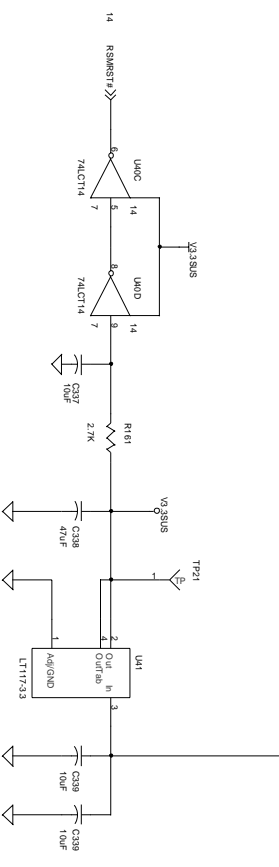 14
RSMRST#
6
U40C
14
5
7
74LCT14
V3.3SUS
8
U40D
14
9
7
74LCT14
C337
10uF
R161
2.7K
V3.3SUS
C338
47uF
TP21
TP
1
U41
2 Out In 3
4 OutTab
1 Adj/GND
LT117-3.3
C339
10uF
C339
10uF